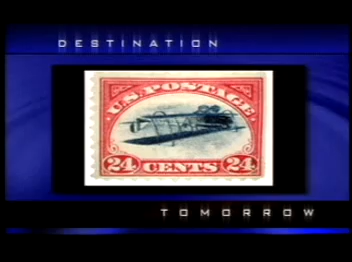 DESTINATION
U.S. POSTAGE
24 CENTS 24
TOMORROW